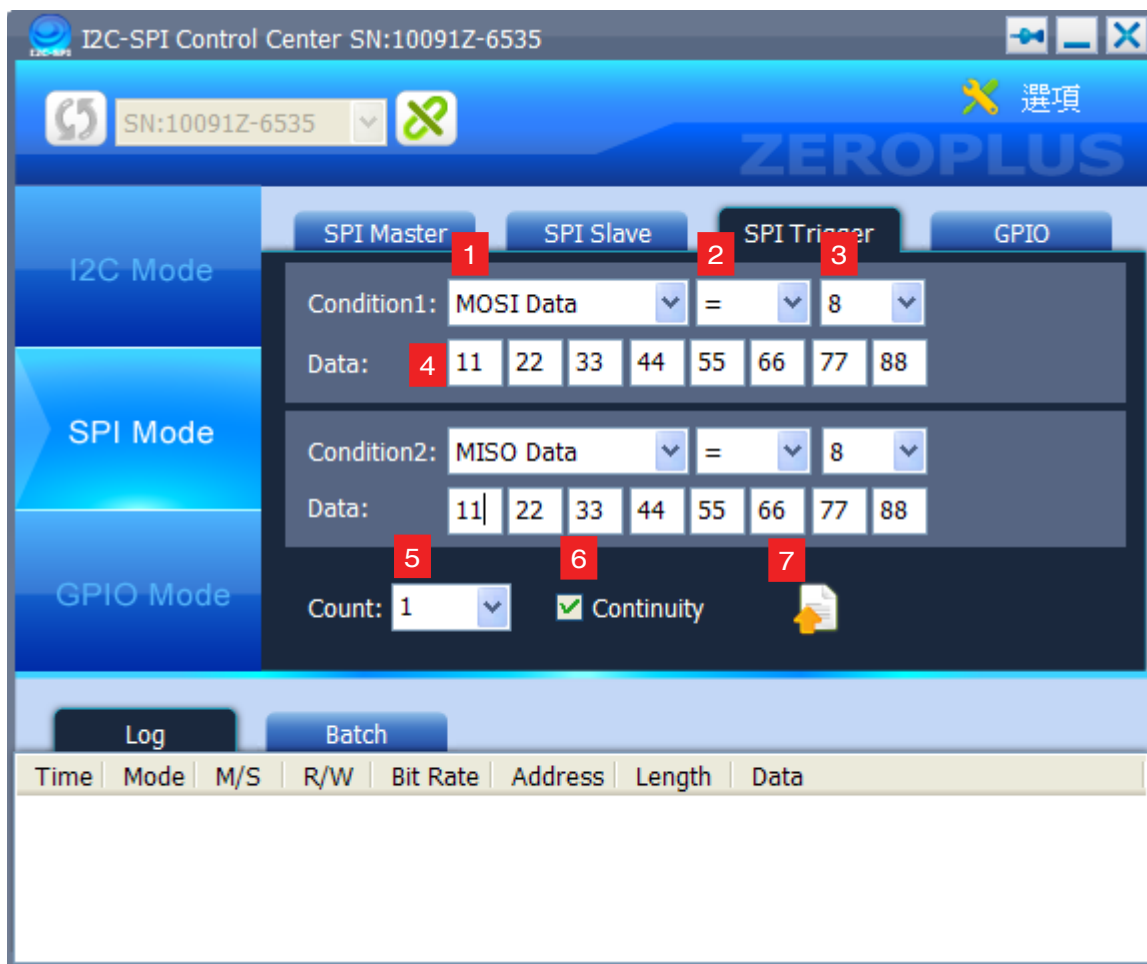 I2C-SPI Control Center SN:10091Z-6535
SN:10091Z-6535
選項
ZEROPLUS
I2C Mode
SPI Mode
GPIO Mode
SPI Master SPI Slave SPI Trigger GPIO
1 2 3
Condition1: MOSI Data = 8
Data: 4 11 22 33 44 55 66 77 88
Condition2: MISO Data = 8
Data: 11 22 33 44 55 66 77 88
5 6 7
Count: 1 Continuity
Log Batch
Time Mode M/S R/W Bit Rate Address Length Data